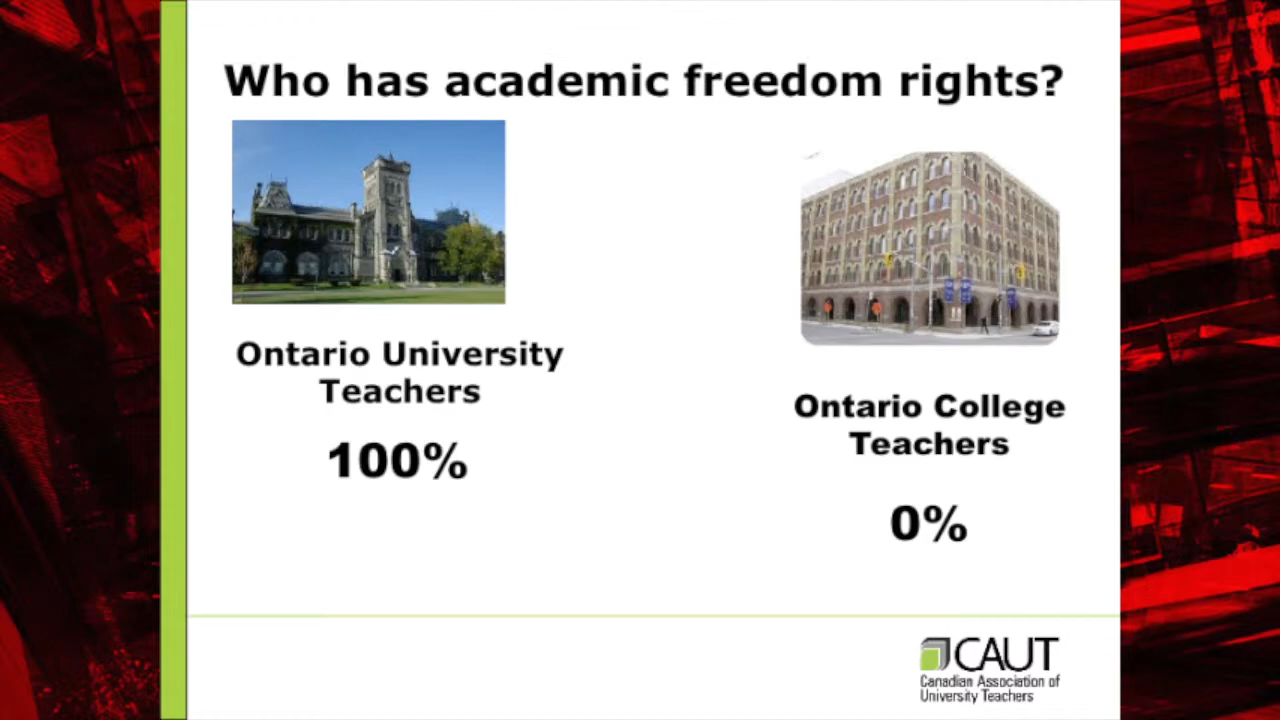 Who has academic freedom rights?
Ontario University
Teachers
100%
Ontario College
Teachers
0%
CAUT
Canadian Association of
University Teachers